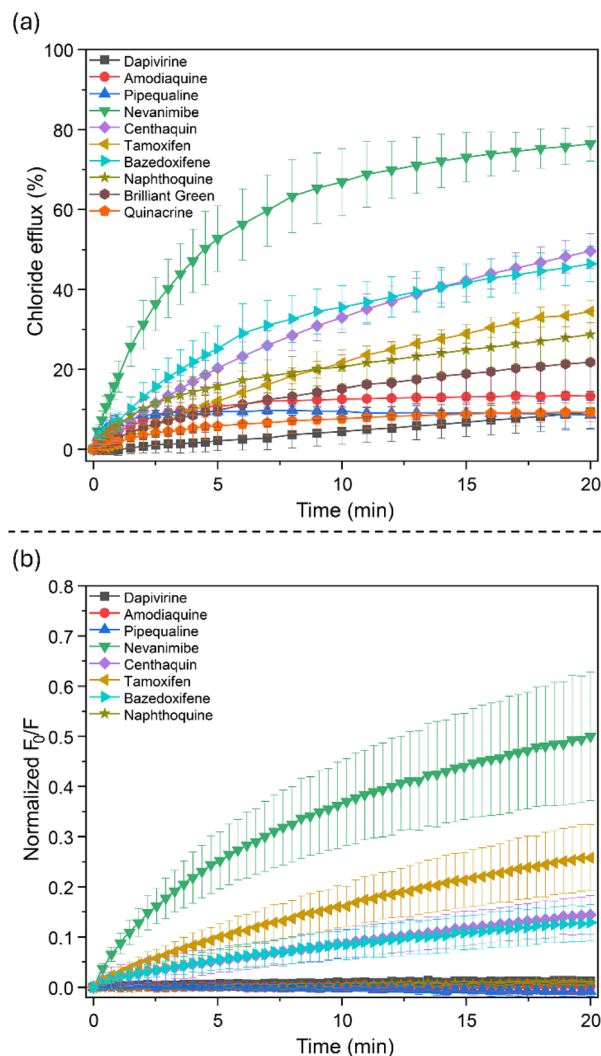 (a)
100
80
60
40
20
0
Chloride efflux (%)
Dapivirine
Amodiaquine
Pipequaline
Nevanimibe
Centhaquin
Tamoxifen
Bazedoxifene
Naphthoquine
Brilliant Green
Quinacrine
0 5 10 15 20
Time (min)
(b)
0.8
0.7
0.6
0.5
0.4
0.3
0.2
0.1
0.0
Normalized F₀/F
Dapivirine
Amodiaquine
Pipequaline
Nevanimibe
Centhaquin
Tamoxifen
Bazedoxifene
Naphthoquine
0 5 10 15 20
Time (min)